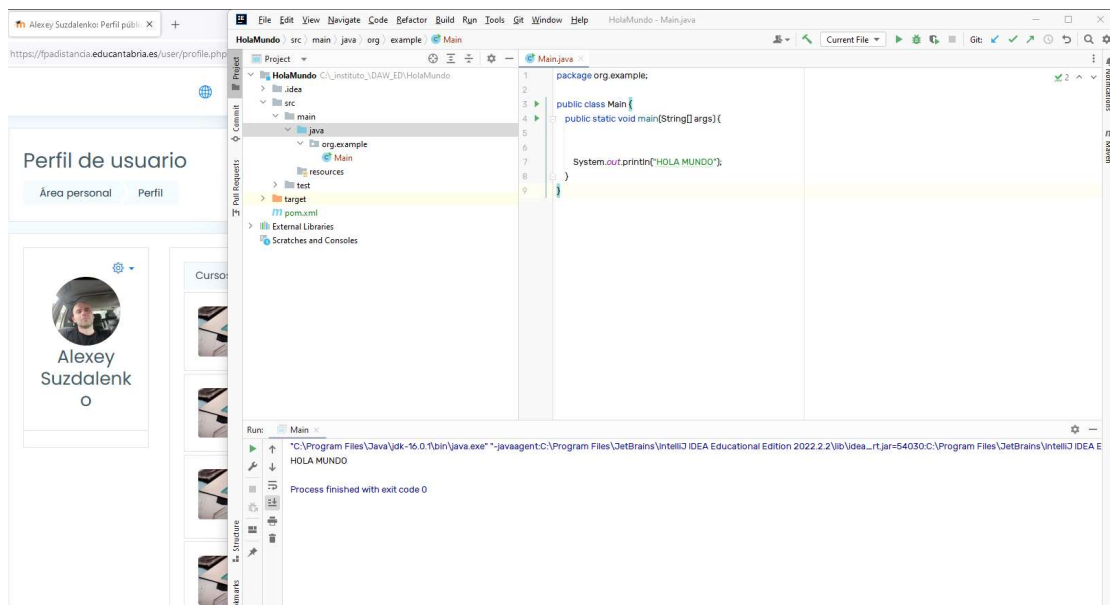 Alexey Suzdalenko: Perfil públi
https://fpadistancia.educantabria.es/user/profile.php
Perfil de usuario
Área personal Perfil
Cursos
Alexey
Suzdalenk
o
File Edit View Navigate Code Refactor Build Run Tools Git Window Help HolaMundo - Main.java
HolaMundo src main java org example Main
Current File Git:
Project
Commit
Pull Requests
Structure
Bookmarks
Project
HolaMundo C:\_instituto_\DAW_ED\HolaMundo
.idea
src
main
java
org.example
Main
resources
test
target
pom.xml
External Libraries
Scratches and Consoles
Main.java
1 package org.example;
2
3 public class Main {
4 public static void main(String[] args) {
5
6
7 System.out.println("HOLA MUNDO");
8 }
9 }
2
Notifications
Maven
Run: Main
"C:\Program Files\Java\jdk-16.0.1\bin\java.exe" "-javaagent:C:\Program Files\JetBrains\IntelliJ IDEA Educational Edition 2022.2.2\lib\idea_rt.jar=54030:C:\Program Files\JetBrains\IntelliJ IDEA E
HOLA MUNDO
Process finished with exit code 0